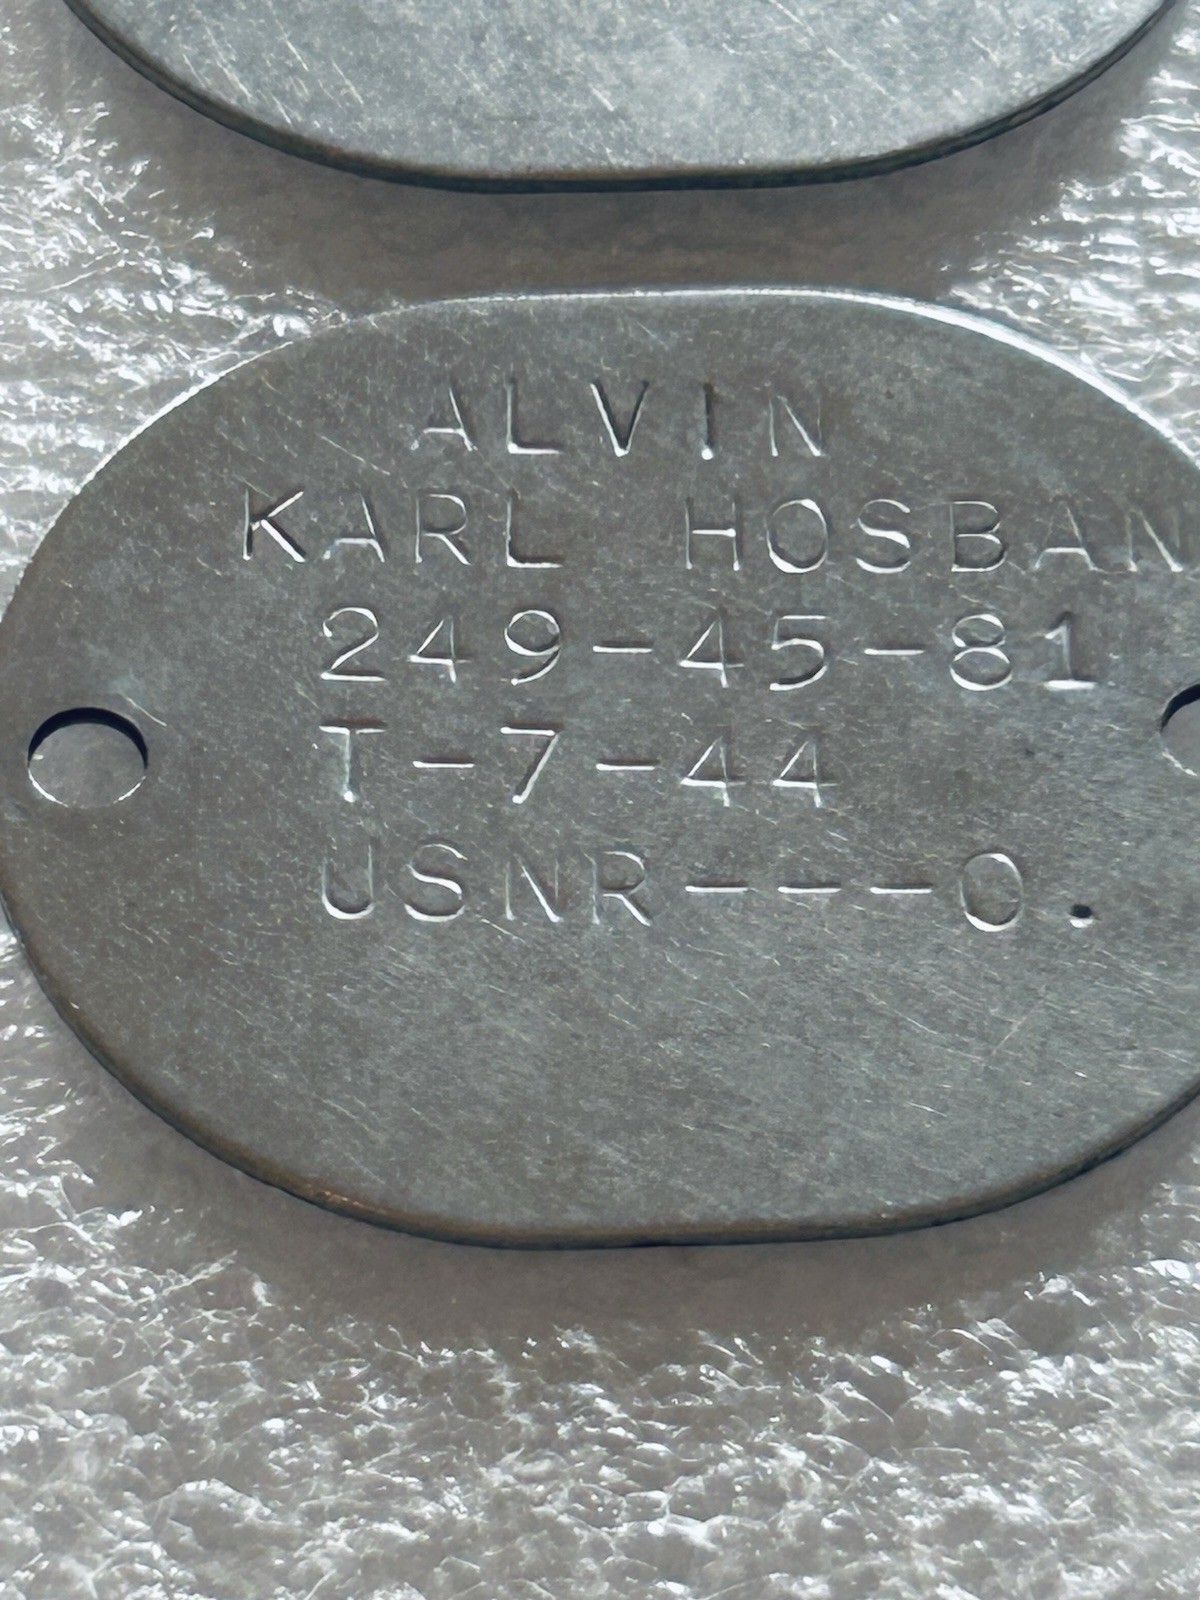 ALVIN
KARL HOSBAN
249-45-81
T-7-44
USNR---O.